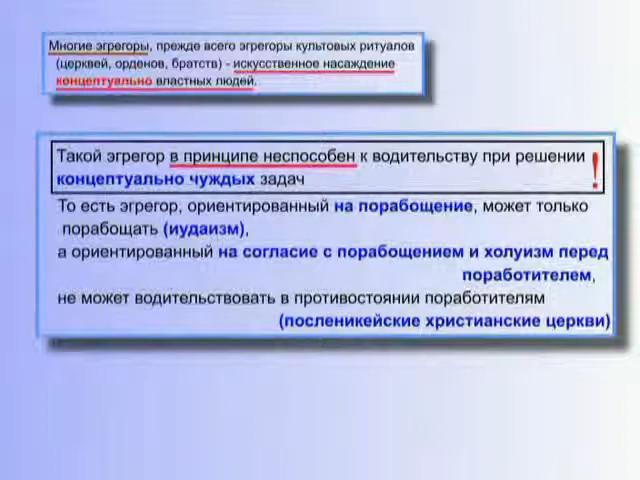 Многие эгрегоры, прежде всего эгрегоры культовых ритуалов
(церквей, орденов, братств) - искусственное насаждение
концептуально властных людей.
Такой эгрегор в принципе неспособен к водительству при решении
концептуально чуждых задач !
То есть эгрегор, ориентированный на порабощение, может только
порабощать (иудаизм),
а ориентированный на согласие с порабощением и холуизм перед
поработителем,
не может водительствовать в противостоянии поработителям
(посленикейские христианские церкви)